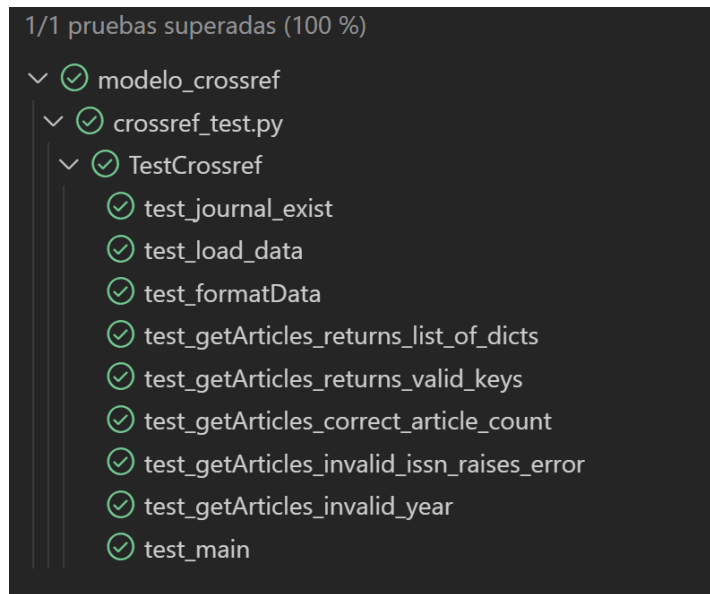 1/1 pruebas superadas (100 %)
modelo_crossref
crossref_test.py
TestCrossref
test_journal_exist
test_load_data
test_formatData
test_getArticles_returns_list_of_dicts
test_getArticles_returns_valid_keys
test_getArticles_correct_article_count
test_getArticles_invalid_issn_raises_error
test_getArticles_invalid_year
test_main